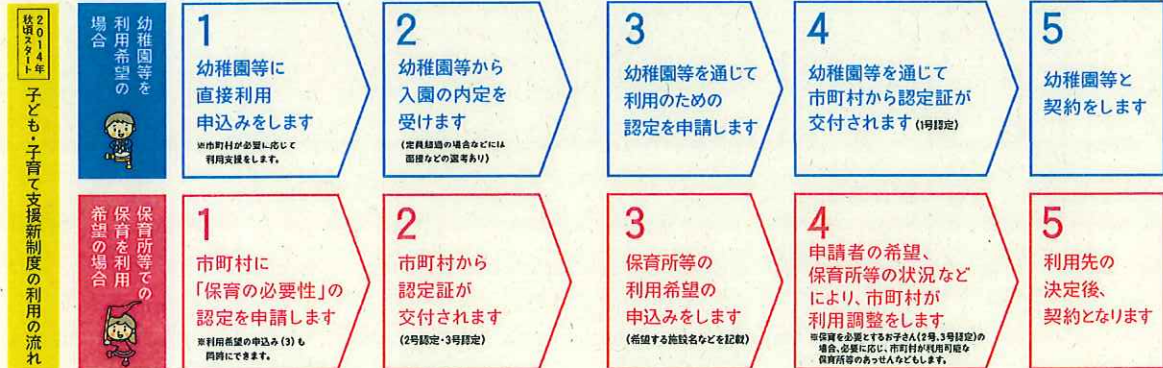 2014年
秋頃スタート
子ども・子育て支援新制度の利用の流れ
幼稚園等を
利用希望の
場合
1
幼稚園等に
直接利用
申込みをします
※市町村が必要に応じて
利用支援をします。
2
幼稚園等から
入園の内定を
受けます
(定員超過の場合などには
面接などの選考あり)
3
幼稚園等を通じて
利用のための
認定を申請します
4
幼稚園等を通じて
市町村から認定証が
交付されます(1号認定)
5
幼稚園等と
契約をします
保育所等での
保育を利用
希望の場合
1
市町村に
「保育の必要性」の
認定を申請します
※利用希望の申込み(3)も
同時にできます。
2
市町村から
認定証が
交付されます
(2号認定・3号認定)
3
保育所等の
利用希望の
申込みをします
(希望する施設名などを記載)
4
申請者の希望、
保育所等の状況など
により、市町村が
利用調整をします
※保育を必要とするお子さん(2号、3号認定)の
場合、必要に応じ、市町村が利用可能な
保育所等のあっせんなどもします。
5
利用先の
決定後、
契約となります